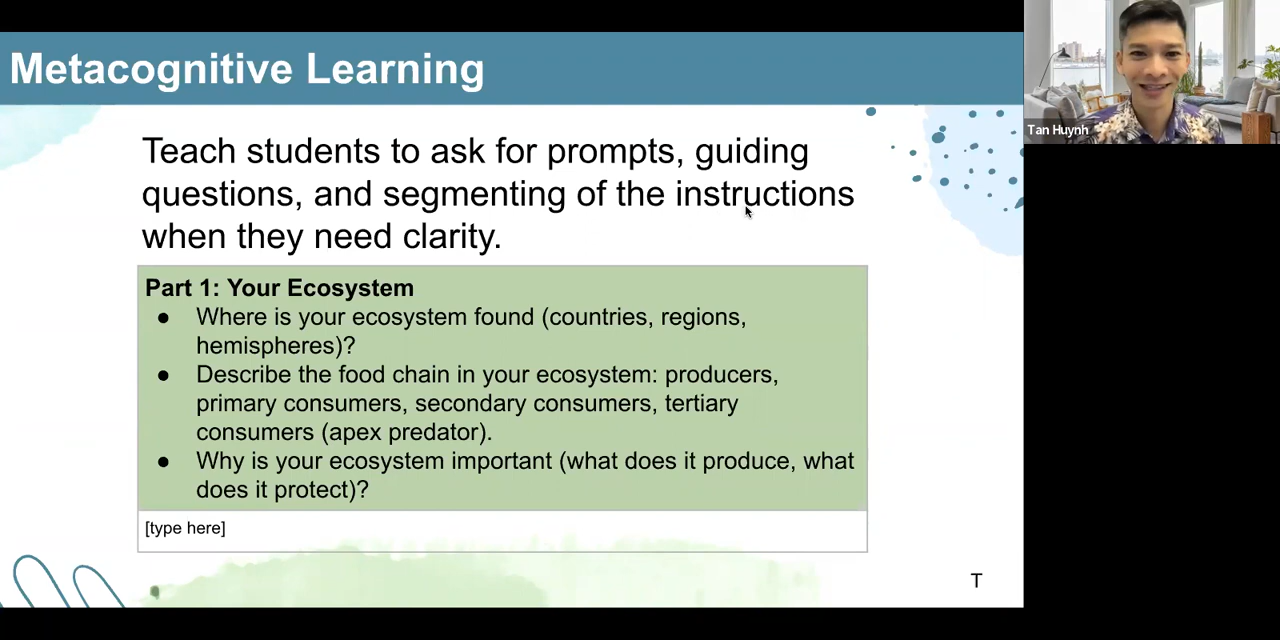 Metacognitive Learning
Teach students to ask for prompts, guiding
questions, and segmenting of the instructions
when they need clarity.
Part 1: Your Ecosystem
● Where is your ecosystem found (countries, regions,
hemispheres)?
● Describe the food chain in your ecosystem: producers,
primary consumers, secondary consumers, tertiary
consumers (apex predator).
● Why is your ecosystem important (what does it produce, what
does it protect)?
[type here]
T
Tan Huynh